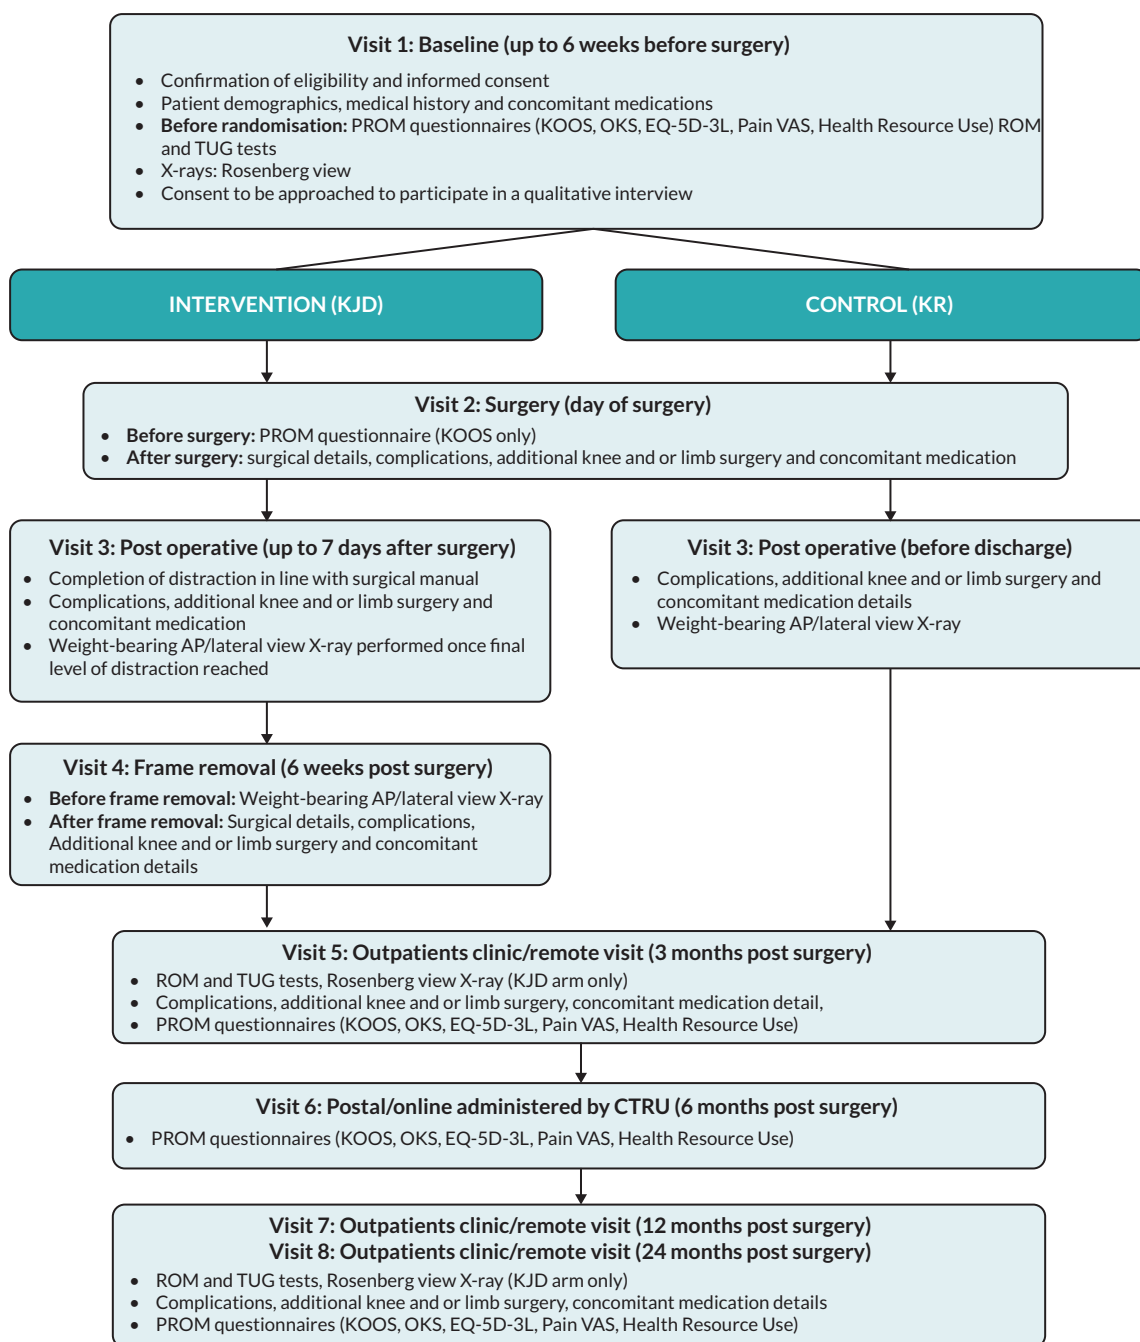 Visit 1: Baseline (up to 6 weeks before surgery)
• Confirmation of eligibility and informed consent
• Patient demographics, medical history and concomitant medications
• Before randomisation: PROM questionnaires (KOOS, OKS, EQ-5D-3L, Pain VAS, Health Resource Use) ROM
and TUG tests
• X-rays: Rosenberg view
• Consent to be approached to participate in a qualitative interview
INTERVENTION (KJD)
CONTROL (KR)
Visit 2: Surgery (day of surgery)
• Before surgery: PROM questionnaire (KOOS only)
• After surgery: surgical details, complications, additional knee and or limb surgery and concomitant medication
Visit 3: Post operative (up to 7 days after surgery)
• Completion of distraction in line with surgical manual
• Complications, additional knee and or limb surgery and
concomitant medication
• Weight-bearing AP/lateral view X-ray performed once final
level of distraction reached
Visit 3: Post operative (before discharge)
• Complications, additional knee and or limb surgery and
concomitant medication details
• Weight-bearing AP/lateral view X-ray
Visit 4: Frame removal (6 weeks post surgery)
• Before frame removal: Weight-bearing AP/lateral view X-ray
• After frame removal: Surgical details, complications,
Additional knee and or limb surgery and concomitant
medication details
Visit 5: Outpatients clinic/remote visit (3 months post surgery)
• ROM and TUG tests, Rosenberg view X-ray (KJD arm only)
• Complications, additional knee and or limb surgery, concomitant medication detail,
• PROM questionnaires (KOOS, OKS, EQ-5D-3L, Pain VAS, Health Resource Use)
Visit 6: Postal/online administered by CTRU (6 months post surgery)
• PROM questionnaires (KOOS, OKS, EQ-5D-3L, Pain VAS, Health Resource Use)
Visit 7: Outpatients clinic/remote visit (12 months post surgery)
Visit 8: Outpatients clinic/remote visit (24 months post surgery)
• ROM and TUG tests, Rosenberg view X-ray (KJD arm only)
• Complications, additional knee and or limb surgery, concomitant medication details
• PROM questionnaires (KOOS, OKS, EQ-5D-3L, Pain VAS, Health Resource Use)